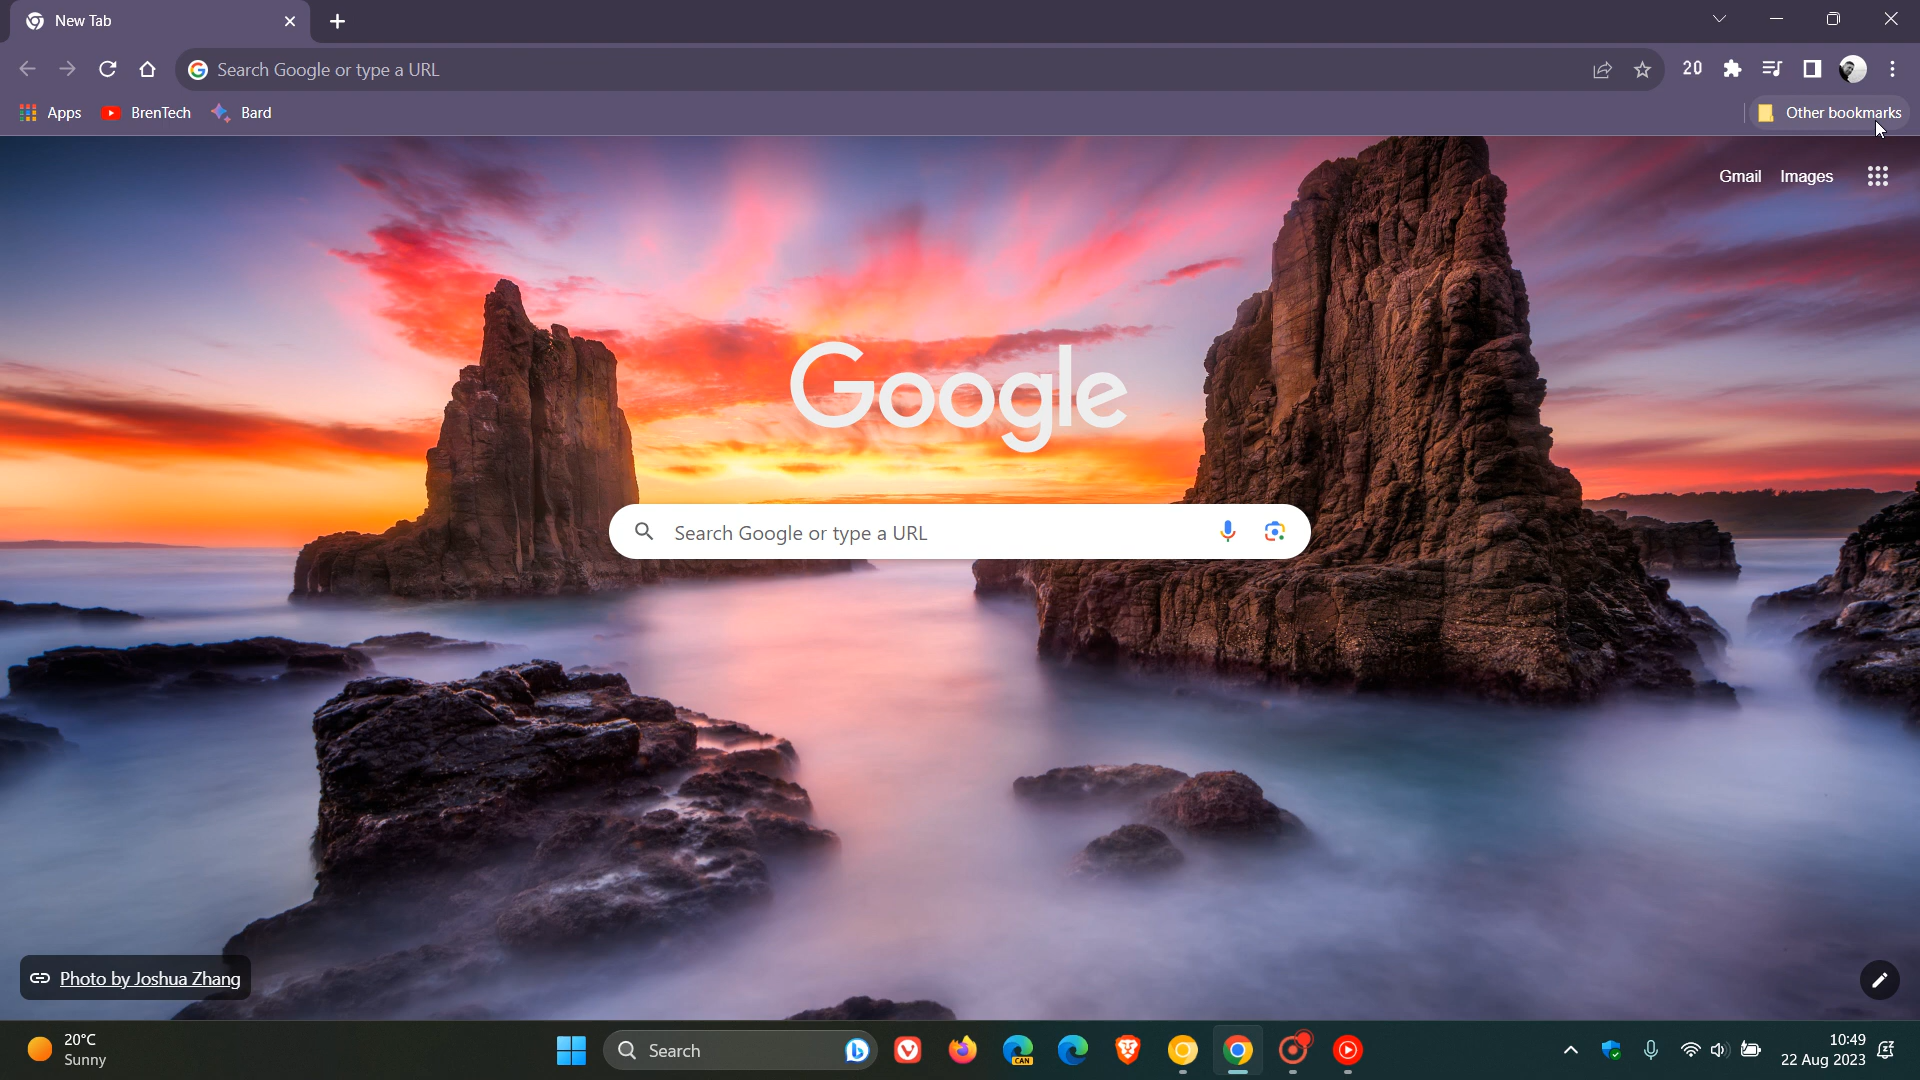 New Tab
Search Google or type a URL
20
Apps
BrenTech
Bard
Other bookmarks
Gmail
Images
Google
Search Google or type a URL
Photo by Joshua Zhang
20°C
Sunny
Search
CAN
10:49
22 Aug 2023